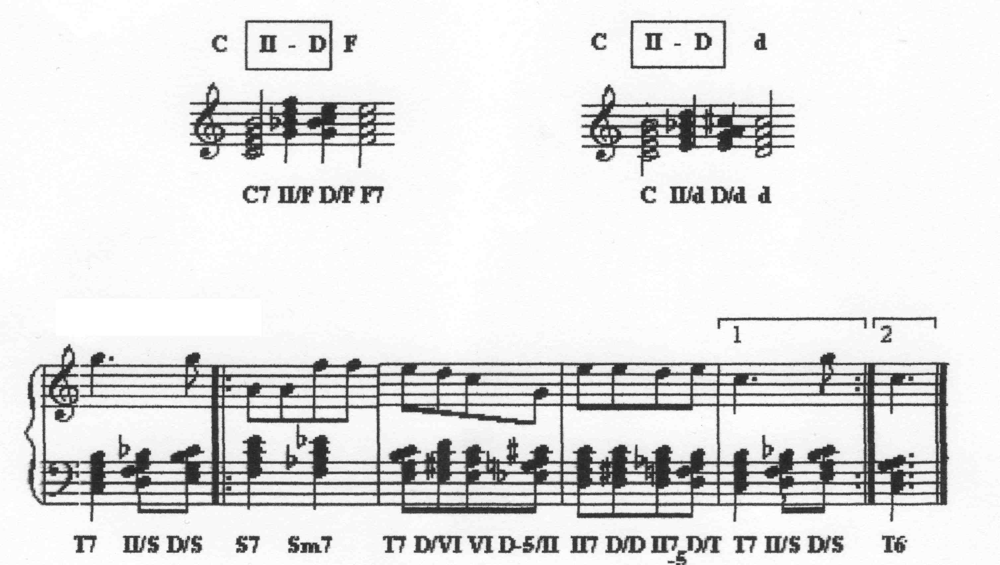 C II - D F
C II - D d
C7 II/F D/F F7
C II/d D/d d
1
2
T7 II/S D/S S7 Sm7 T7 D/VI VI D-5/II II7 D/D II7 D/T T7 II/S D/S T6
-5